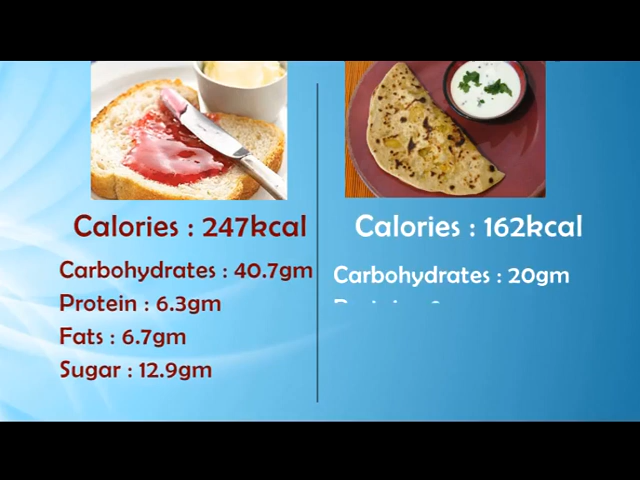 Calories : 247kcal
Carbohydrates : 40.7gm
Protein : 6.3gm
Fats : 6.7gm
Sugar : 12.9gm
Calories : 162kcal
Carbohydrates : 20gm